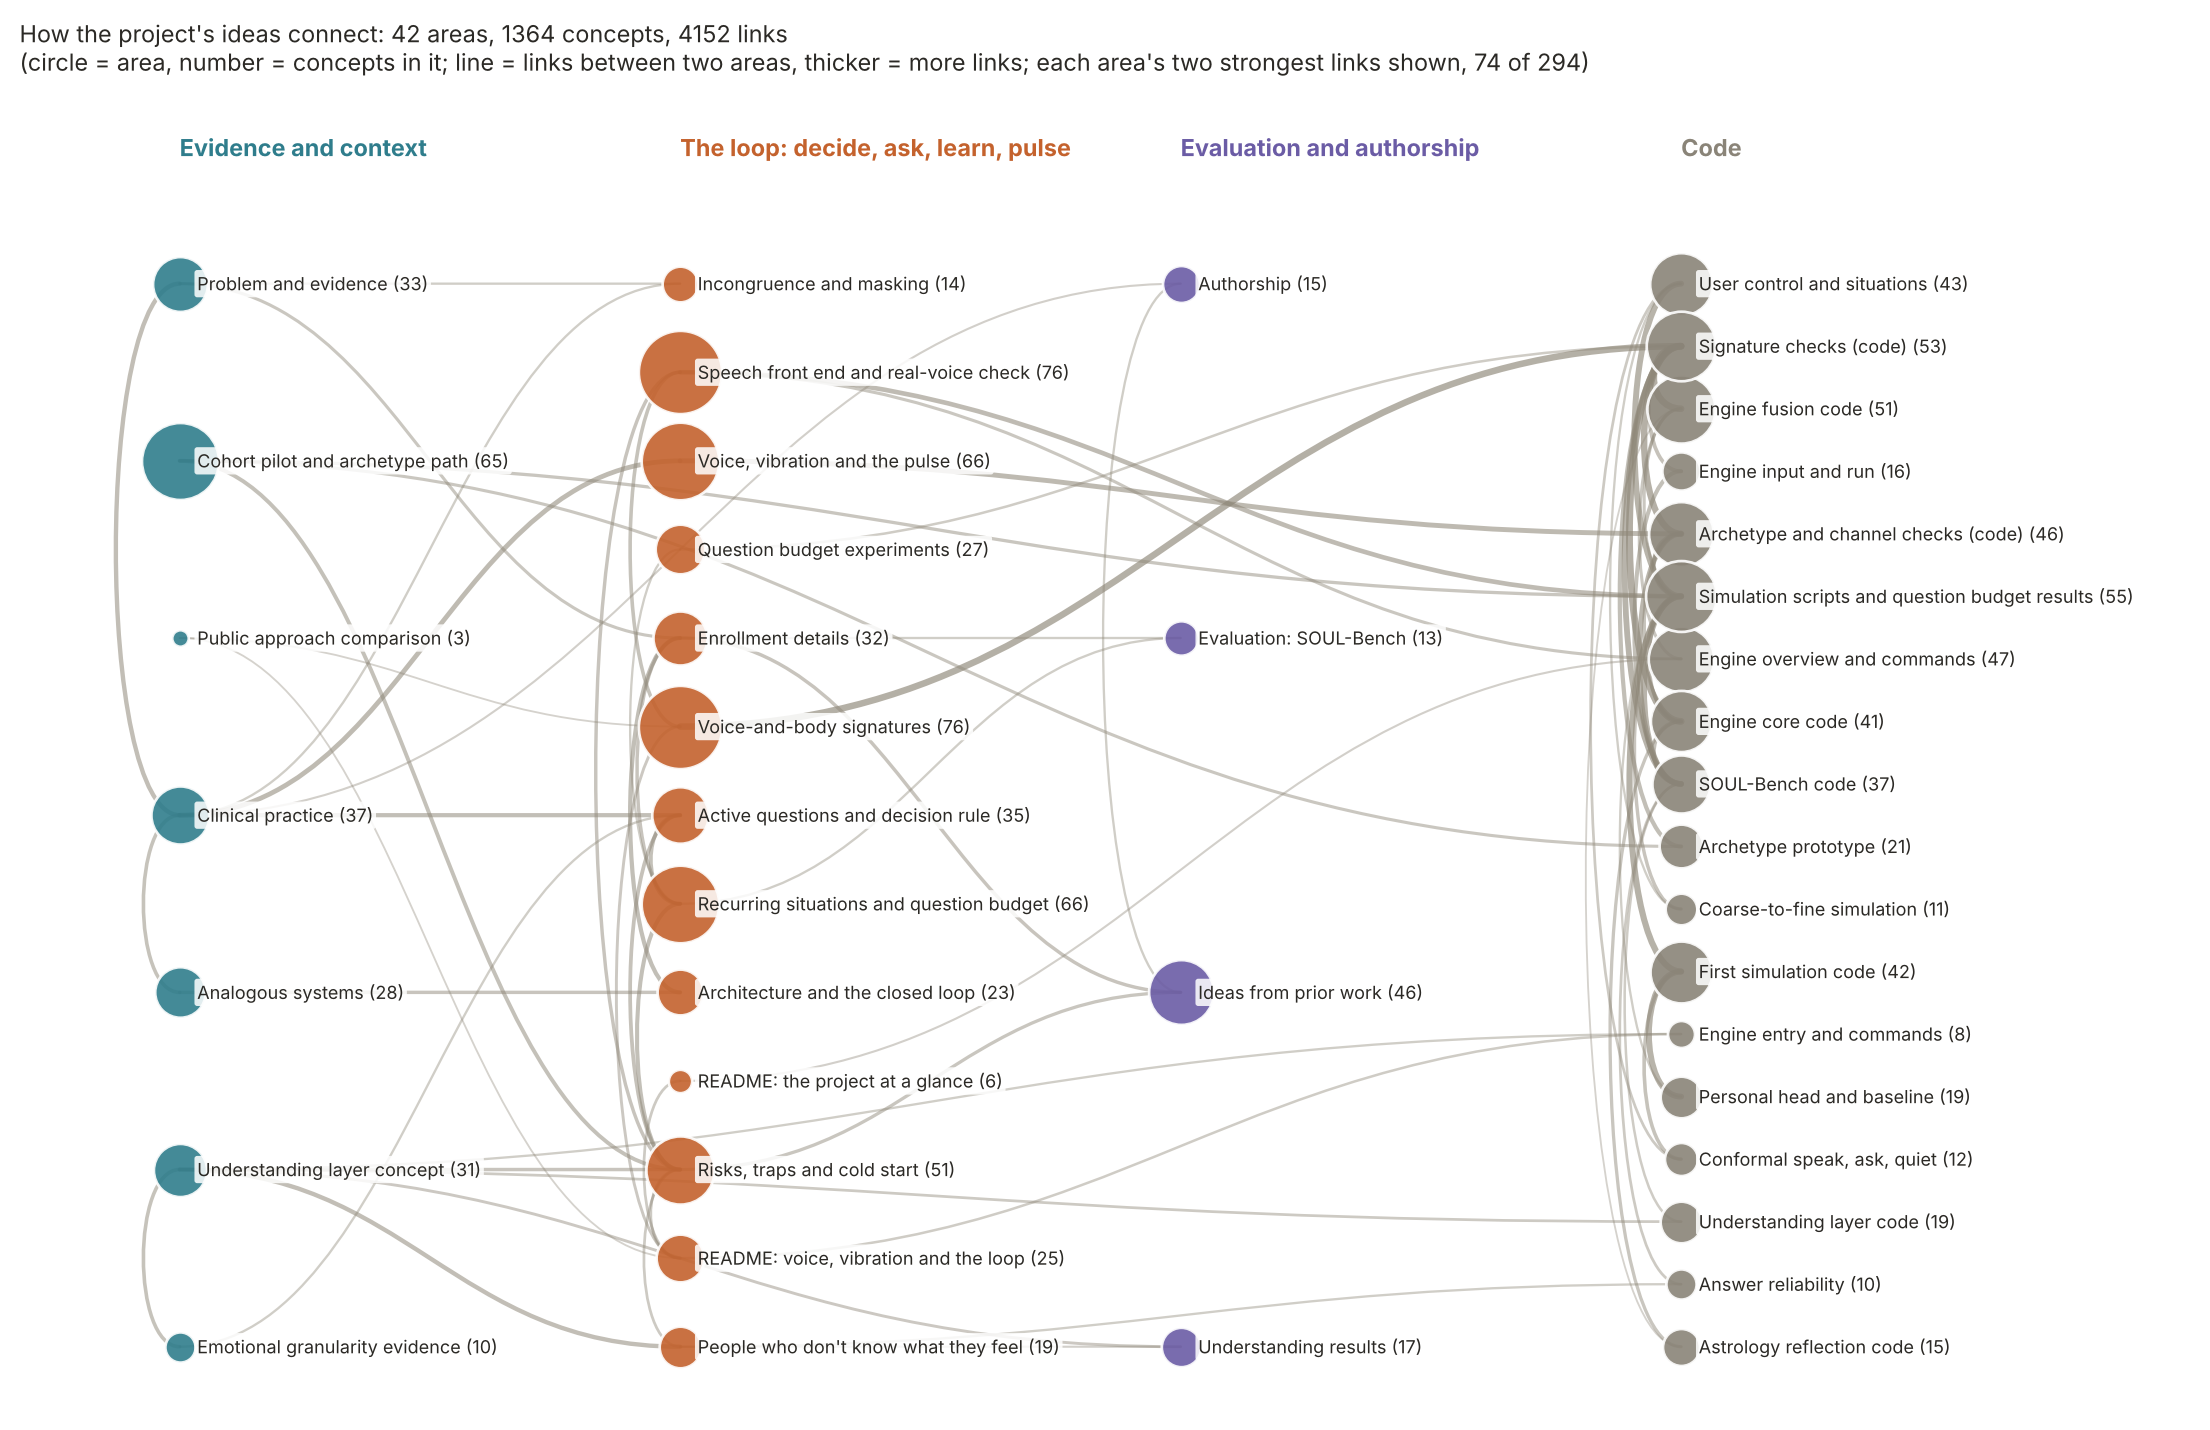 How the project's ideas connect: 42 areas, 1364 concepts, 4152 links
(circle = area, number = concepts in it; line = links between two areas, thicker = more links; each area's two strongest links shown, 74 of 294)
Evidence and context
Problem and evidence (33)
Cohort pilot and archetype path (65)
Public approach comparison (3)
Clinical practice (37)
Analogous systems (28)
Understanding layer concept (31)
Emotional granularity evidence (10)
The loop: decide, ask, learn, pulse
Incongruence and masking (14)
Speech front end and real-voice check (76)
Voice, vibration and the pulse (66)
Question budget experiments (27)
Enrollment details (32)
Voice-and-body signatures (76)
Active questions and decision rule (35)
Recurring situations and question budget (66)
Architecture and the closed loop (23)
README: the project at a glance (6)
Risks, traps and cold start (51)
README: voice, vibration and the loop (25)
People who don't know what they feel (19)
Evaluation and authorship
Authorship (15)
Evaluation: SOUL-Bench (13)
Ideas from prior work (46)
Understanding results (17)
Code
User control and situations (43)
Signature checks (code) (53)
Engine fusion code (51)
Engine input and run (16)
Archetype and channel checks (code) (46)
Simulation scripts and question budget results (55)
Engine overview and commands (47)
Engine core code (41)
SOUL-Bench code (37)
Archetype prototype (21)
Coarse-to-fine simulation (11)
First simulation code (42)
Engine entry and commands (8)
Personal head and baseline (19)
Conformal speak, ask, quiet (12)
Understanding layer code (19)
Answer reliability (10)
Astrology reflection code (15)